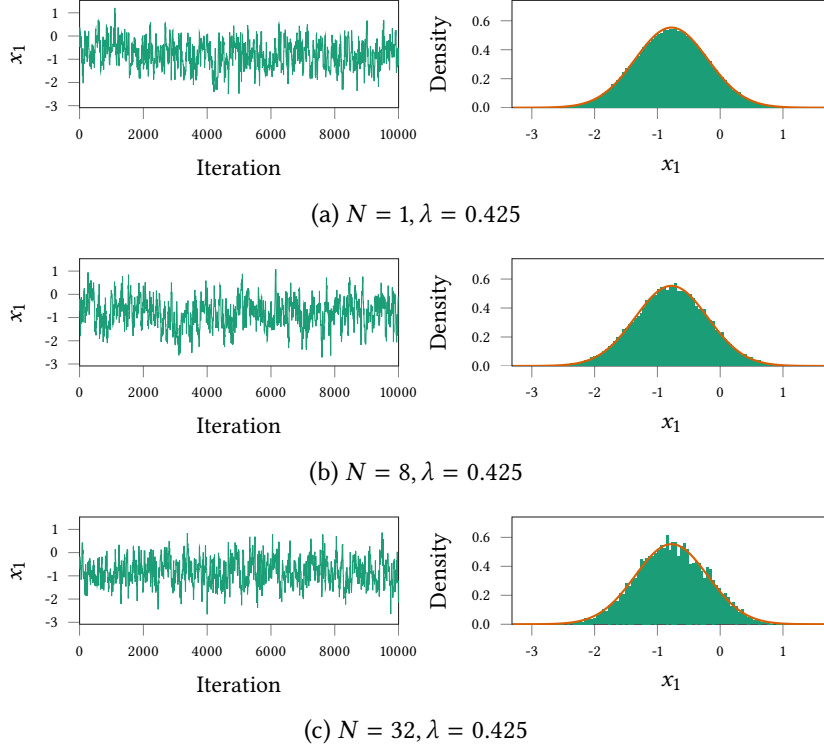 1
0
-1
-2
-3
x₁
0 2000 4000 6000 8000 10000
Iteration
0.6
0.4
0.2
0.0
Density
-3 -2 -1 0 1
x₁
(a) N = 1, λ = 0.425
1
0
-1
-2
-3
x₁
0 2000 4000 6000 8000 10000
Iteration
0.6
0.4
0.2
0.0
Density
-3 -2 -1 0 1
x₁
(b) N = 8, λ = 0.425
1
0
-1
-2
-3
x₁
0 2000 4000 6000 8000 10000
Iteration
0.6
0.4
0.2
0.0
Density
-3 -2 -1 0 1
x₁
(c) N = 32, λ = 0.425